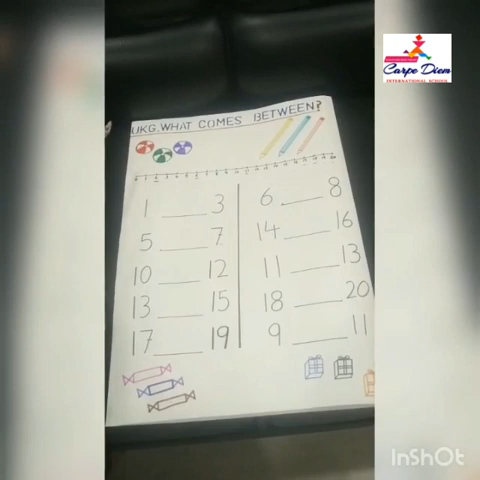 Carpe Diem
INTERNATIONAL SCHOOL
UKG.WHAT COMES BETWEEN?
1 ____ 3
5 ____ 7
10 ____ 12
13 ____ 15
17 ____ 19
6 ____ 8
14 ____ 16
11 ____ 13
18 ____ 20
9 ____ 11
InShOt